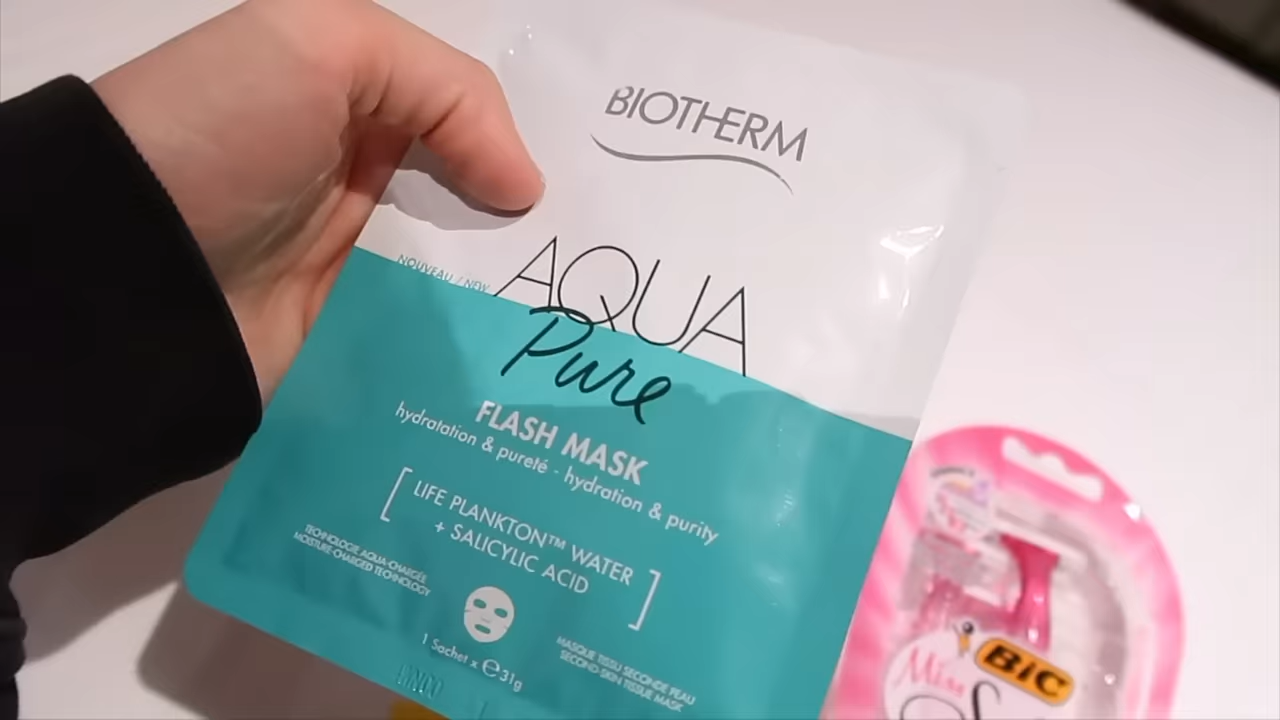 BIOTHERM
NOUVEAU / NEW
AQUA
Pure
FLASH MASK
hydratation & pureté - hydration & purity
[ LIFE PLANKTON™ WATER
+ SALICYLIC ACID ]
TECHNOLOGIE AQUA-CHARGÉE
MOISTURE-CHARGED TECHNOLOGY
1 Sachet x ℮ 31g
MASQUE TISSU SECONDE PEAU
SECOND-SKIN TISSUE MASK
BIC
Miss